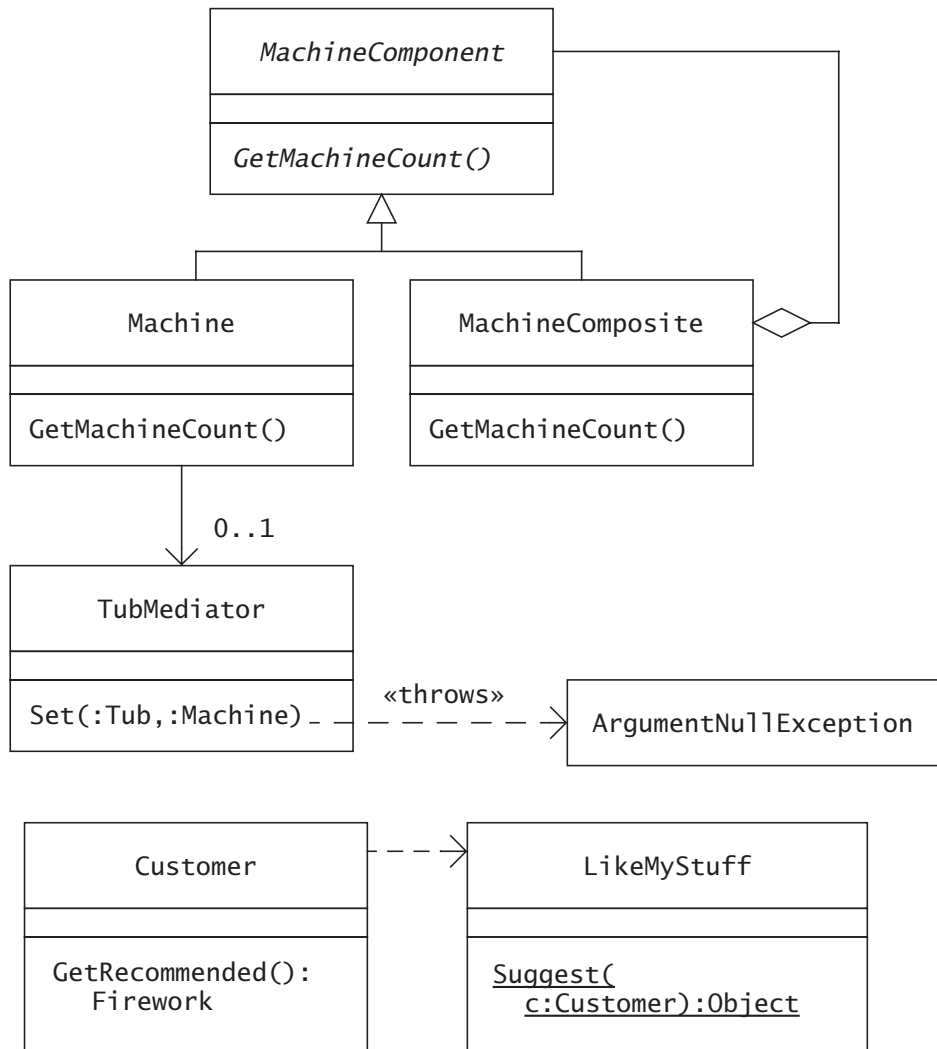 MachineComponent
GetMachineCount()
Machine
MachineComposite
GetMachineCount()
GetMachineCount()
0..1
TubMediator
«throws»
Set(:Tub,:Machine)
ArgumentNullException
Customer
LikeMyStuff
GetRecommended():
Firework
Suggest(
c:Customer):Object